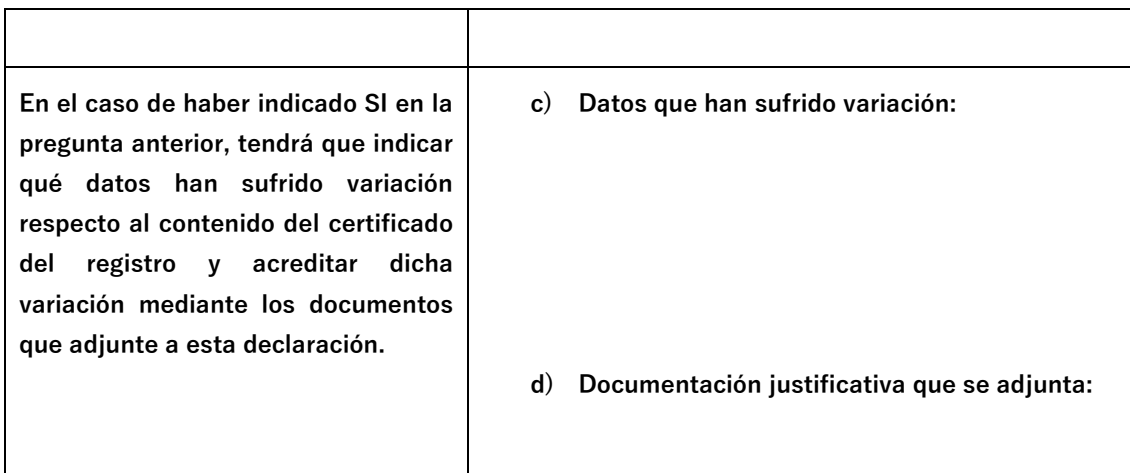 En el caso de haber indicado SI en la
pregunta anterior, tendrá que indicar
qué datos han sufrido variación
respecto al contenido del certificado
del registro y acreditar dicha
variación mediante los documentos
que adjunte a esta declaración.
c) Datos que han sufrido variación:
d) Documentación justificativa que se adjunta: